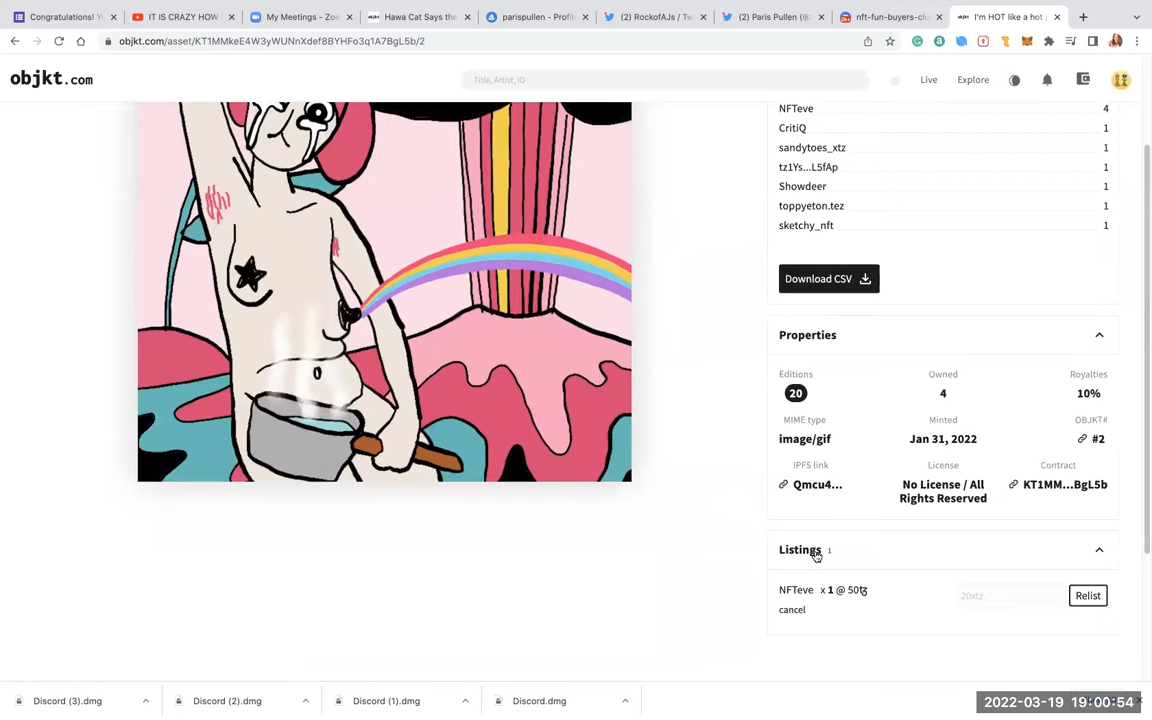 Congratulations! Y
IT IS CRAZY HOW
My Meetings - Zoo
Hawa Cat Says the
parispullen - Profil
(2) RockofAJs / Tw
(2) Paris Pullen (
nft-fun-buyers-clu
I'm HOT like a hot
objkt.com/asset/KT1MMkeE4W3yWUNnXdef8BYHFo3q1A7BgL5b/2
objkt.com
Title, Artist, ID
Live
Explore
NFTeve 4
CritiQ 1
sandytoes_xtz 1
tz1Ys...L5fAp 1
Showdeer 1
toppyeton.tez 1
sketchy_nft 1
Download CSV
Properties
Editions Owned Royalties
20 4 10%
MIME type Minted OBJKT#
image/gif Jan 31, 2022 #2
IPFS link License Contract
Qmcu4... No License / All KT1MM...BgL5b
Rights Reserved
Listings 1
NFTeve x 1 @ 50ꜩ 20xtz Relist
cancel
Discord (3).dmg
Discord (2).dmg
Discord (1).dmg
Discord.dmg
2022-03-19 19:00:54